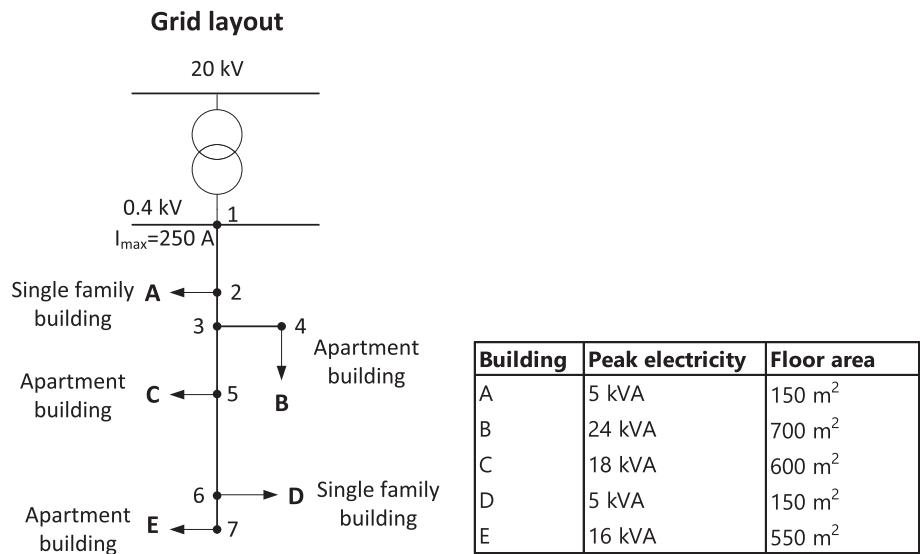 Grid layout
20 kV
0.4 kV
1
Iₘₐₓ=250 A
Single family
building
A
2
3
4
Apartment
building
B
Apartment
building
C
5
6
D
Single family
building
Apartment
building
E
7
Building Peak electricity Floor area
A 5 kVA 150 m²
B 24 kVA 700 m²
C 18 kVA 600 m²
D 5 kVA 150 m²
E 16 kVA 550 m²